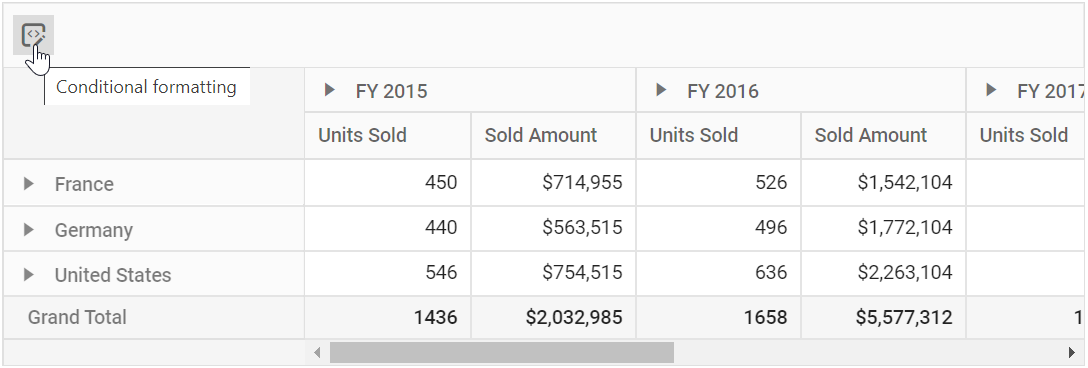 Conditional formatting
FY 2015 FY 2016 FY 2017
Units Sold Sold Amount Units Sold Sold Amount Units Sold
France 450 $714,955 526 $1,542,104
Germany 440 $563,515 496 $1,772,104
United States 546 $754,515 636 $2,263,104
Grand Total 1436 $2,032,985 1658 $5,577,312 1